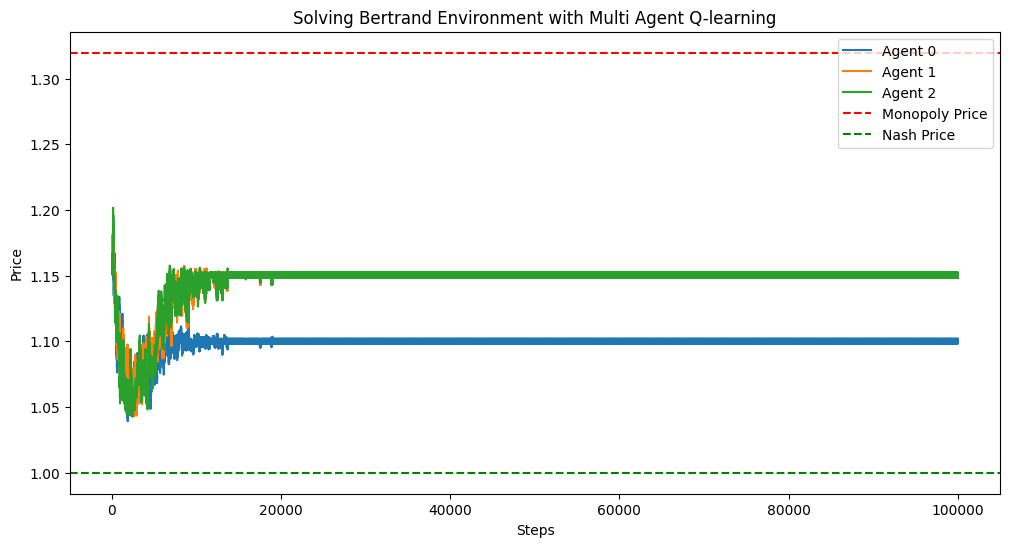 Solving Bertrand Environment with Multi Agent Q-learning
Agent 0
Agent 1
Agent 2
Monopoly Price
Nash Price
Price
1.30
1.25
1.20
1.15
1.10
1.05
1.00
0
20000
40000
60000
80000
100000
Steps